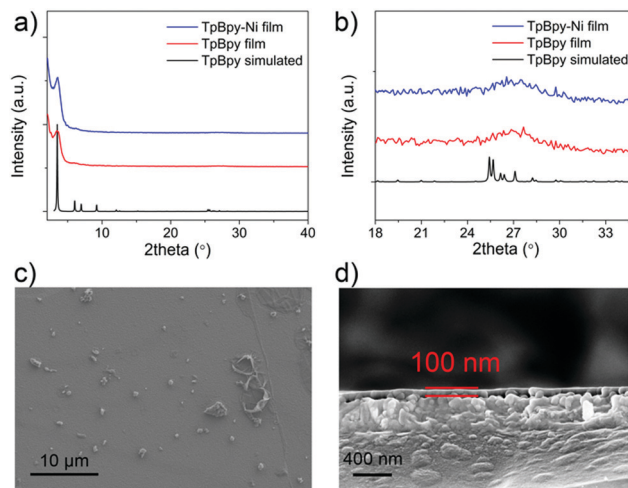 a)
TpBpy-Ni film
TpBpy film
TpBpy simulated
Intensity (a.u.)
10 20 30 40
2theta (°)
b)
TpBpy-Ni film
TpBpy film
TpBpy simulated
Intensity (a.u.)
18 21 24 27 30 33
2theta (°)
c)
10 µm
d)
100 nm
400 nm